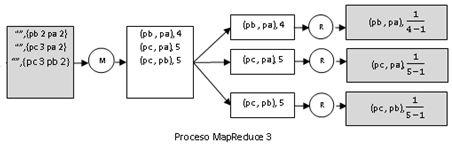 “”,{pb 2 pa 2}
“”,{pc 3 pa 2}
“”,{pc 3 pb 2}
M
(pb , pa), 4
(pc, pa), 5
(pc, pb), 5
(pb , pa), 4
R
(pb , pa), 1/4−1
(pc, pa), 5
R
(pc, pa), 1/5−1
(pc , pb), 5
R
(pc, pb), 1/5−1
Proceso MapReduce 3